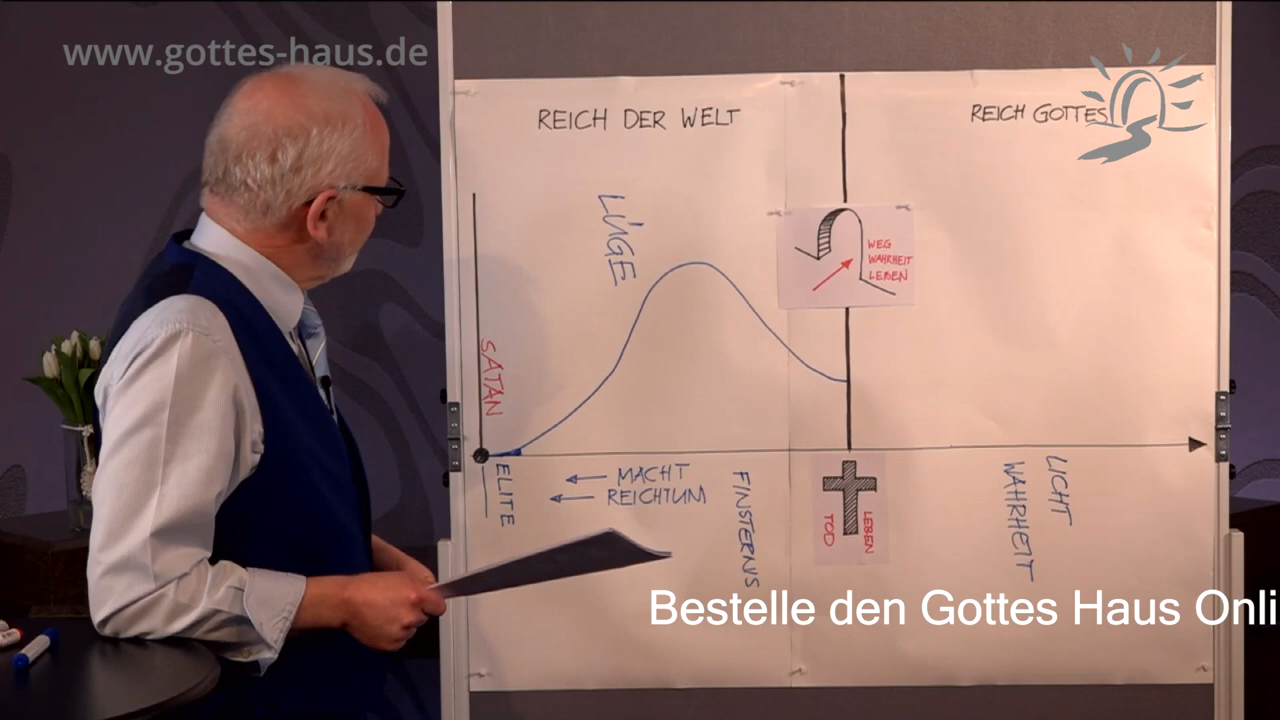 www.gottes-haus.de
REICH DER WELT
REICH GOTTES
LÜGE
WEG
WAHRHEIT
LEBEN
SATAN
ELITE
MACHT
REICHTUM
FINSTERNIS
TOD
LEBEN
LICHT
WAHRHEIT
Bestelle den Gottes Haus Onli